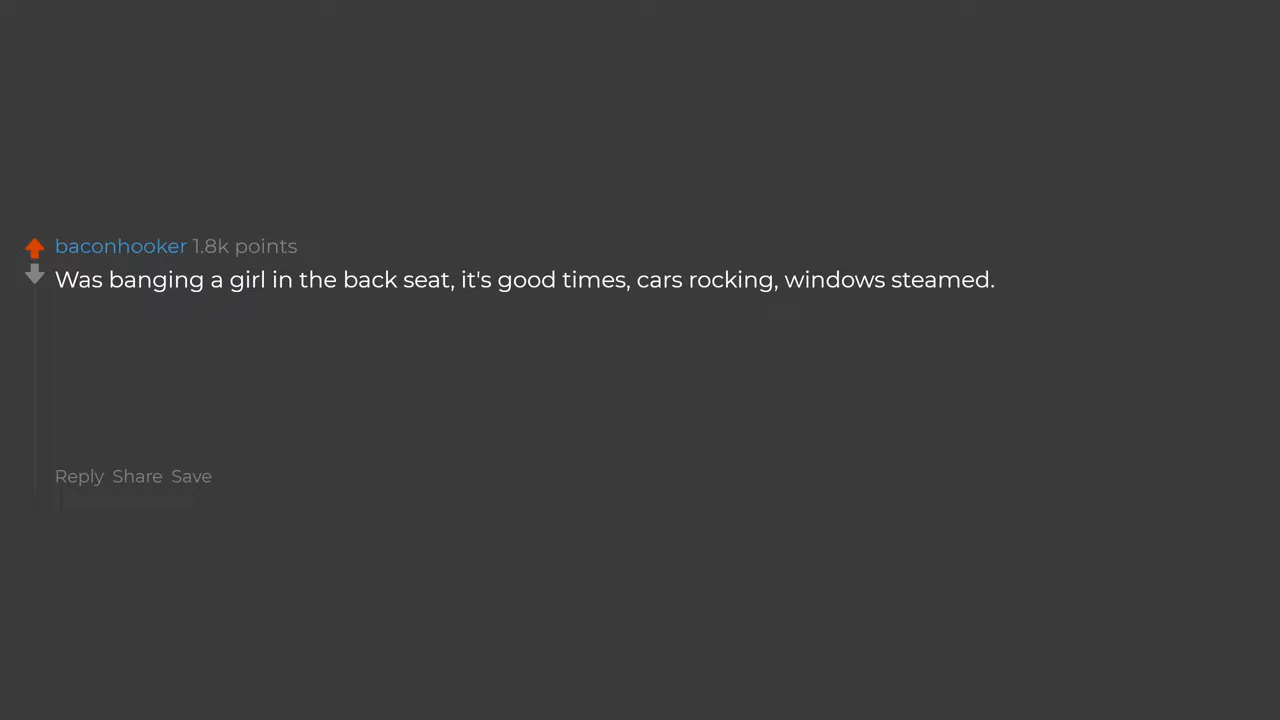 baconhooker 1.8k points
Was banging a girl in the back seat, it's good times, cars rocking, windows steamed.
Reply Share Save